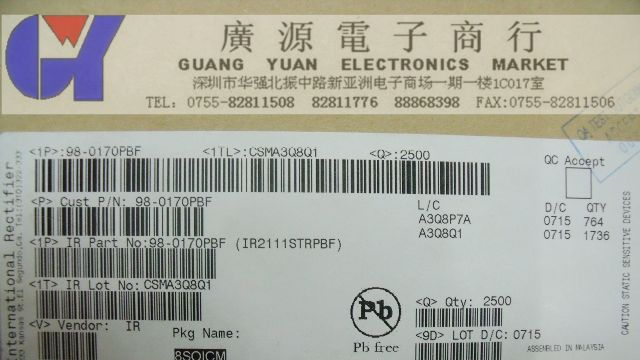 GY
廣源電子商行
GUANG YUAN ELECTRONICS MARKET
深圳市华强北振中路新亚洲电子商场一期一楼1C017室
TEL: 0755-82811508 82811776 88868398 FAX:0755-82811506
<1P>:98-0170PBF <1TL>:CSMA3Q8Q1 <Q>:2500
QC Accept
<P> Cust P/N: 98-0170PBF
L/C D/C QTY
A3Q8P7A 0715 764
A3Q8Q1 0715 1736
<1P> IR Part No:98-0170PBF (IR2111STRPBF)
<1T> IR Lot No:CSMA3Q8Q1
<Q> Qty: 2500
<V> Vendor: IR
Pkg Name:
8SOICM
Pb
Pb free
<9D> LOT D/C:0715
ASSEMBLED IN MALAYSIA
CAUTION STATIC SENSITIVE DEVICES
International Rectifier